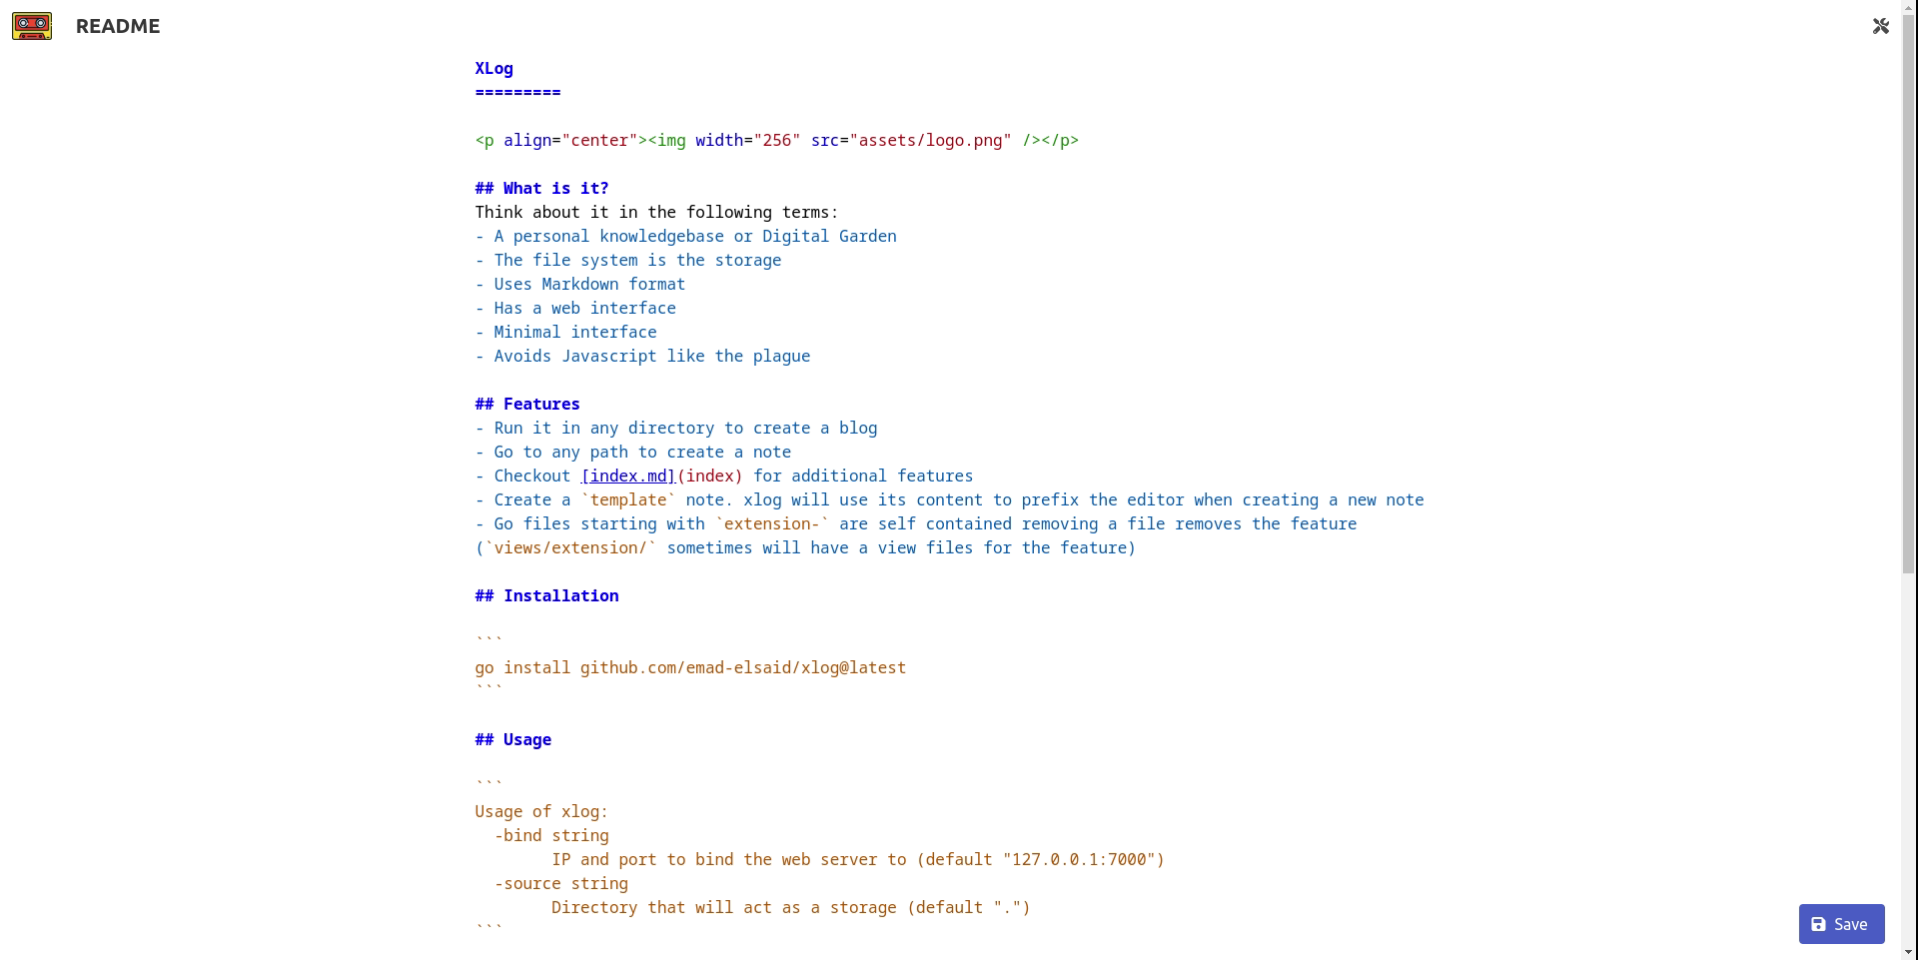 README
XLog
=========
<p align="center"><img width="256" src="assets/logo.png" /></p>
## What is it?
Think about it in the following terms:
- A personal knowledgebase or Digital Garden
- The file system is the storage
- Uses Markdown format
- Has a web interface
- Minimal interface
- Avoids Javascript like the plague
## Features
- Run it in any directory to create a blog
- Go to any path to create a note
- Checkout [index.md](index) for additional features
- Create a `template` note. xlog will use its content to prefix the editor when creating a new note
- Go files starting with `extension-` are self contained removing a file removes the feature
(`views/extension/` sometimes will have a view files for the feature)
## Installation
```
go install github.com/emad-elsaid/xlog@latest
```
## Usage
```
Usage of xlog:
  -bind string
        IP and port to bind the web server to (default "127.0.0.1:7000")
  -source string
        Directory that will act as a storage (default ".")
```
Save